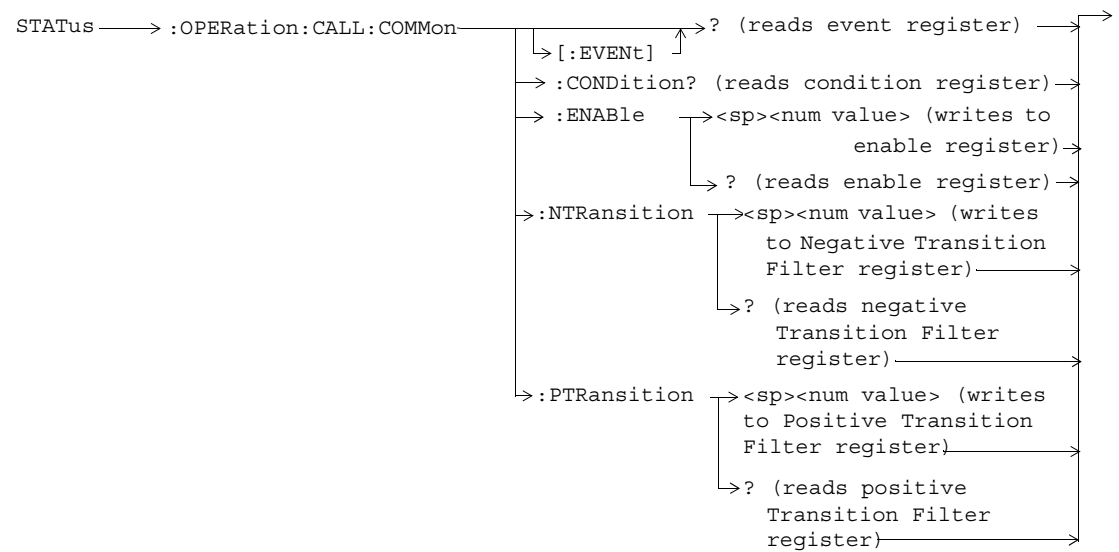 STATus :OPERation:CALL:COMMon ? (reads event register)
[:EVENt]
:CONDition? (reads condition register)
:ENABle <sp><num value> (writes to
enable register)
? (reads enable register)
:NTRansition <sp><num value> (writes
to Negative Transition
Filter register)
? (reads negative
Transition Filter
register)
:PTRansition <sp><num value> (writes
to Positive Transition
Filter register)
? (reads positive
Transition Filter
register)